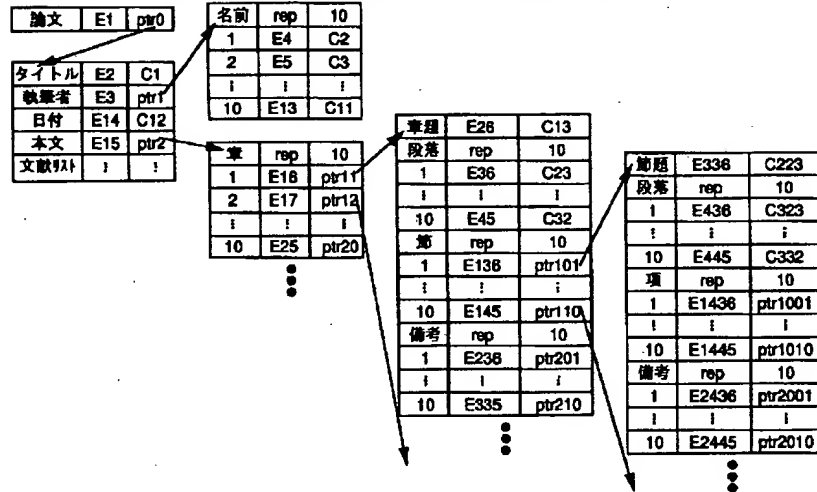 論文 E1 ptr0
タイトル E2 C1
執筆者 E3 ptr1
日付 E14 C12
本文 E15 ptr2
文献リスト ⋮ ⋮
名前 rep 10
1 E4 C2
2 E5 C3
⋮ ⋮ ⋮
10 E13 C11
章 rep 10
1 E16 ptr11
2 E17 ptr12
⋮ ⋮ ⋮
10 E25 ptr20
章題 E26 C13
段落 rep 10
1 E36 C23
⋮ ⋮ ⋮
10 E45 C32
節 rep 10
1 E136 ptr101
⋮ ⋮ ⋮
10 E145 ptr110
備考 rep 10
1 E236 ptr201
⋮ ⋮ ⋮
10 E335 ptr210
節題 E336 C223
段落 rep 10
1 E436 C323
⋮ ⋮ ⋮
10 E445 C332
項 rep 10
1 E1436 ptr1001
⋮ ⋮ ⋮
10 E1445 ptr1010
備考 rep 10
1 E2436 ptr2001
⋮ ⋮ ⋮
10 E2445 ptr2010